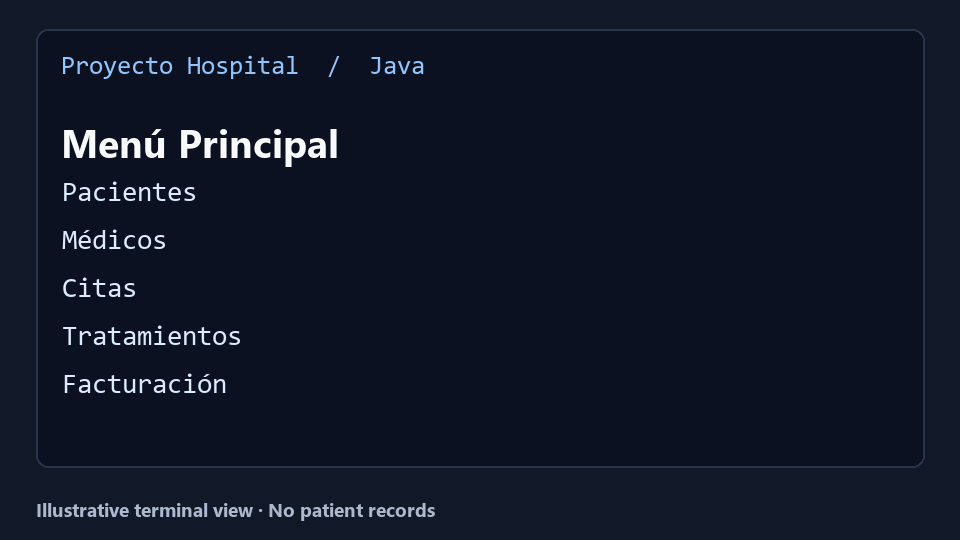 Proyecto Hospital / Java
Menú Principal
Pacientes
Médicos
Citas
Tratamientos
Facturación
Illustrative terminal view · No patient records